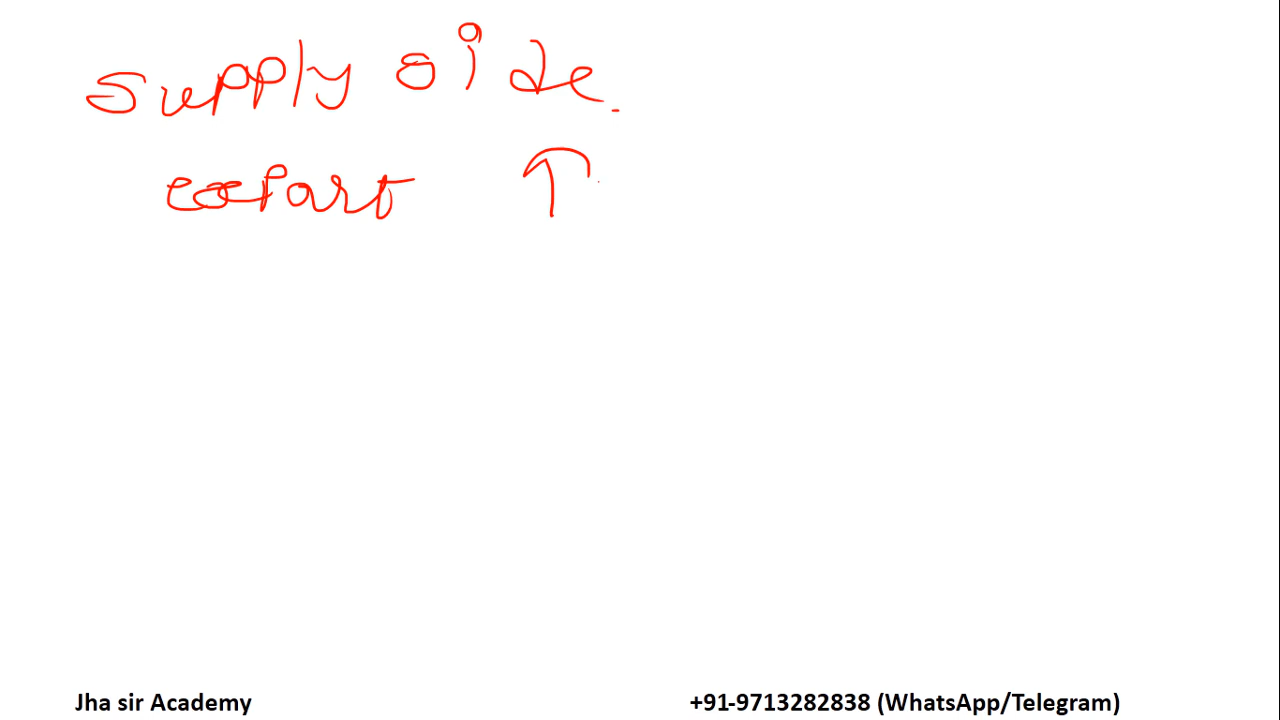 Supply side
export ↑
Jha sir Academy
+91-9713282838 (WhatsApp/Telegram)